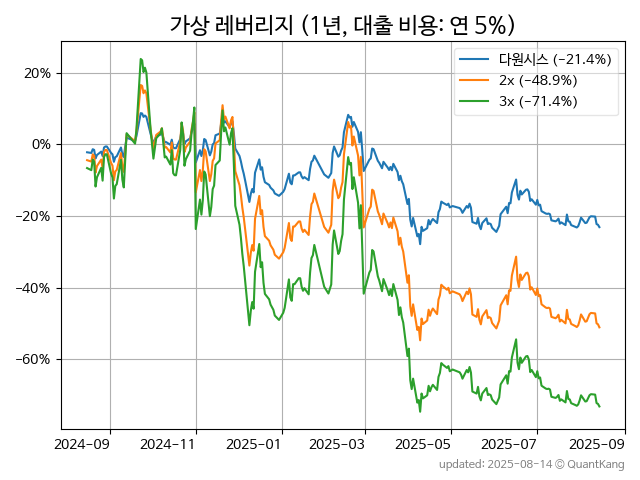 가상 레버리지 (1년, 대출 비용: 연 5%)
다원시스 (−21.4%)
2x (−48.9%)
3x (−71.4%)
20%
0%
−20%
−40%
−60%
2024-09 2024-11 2025-01 2025-03 2025-05 2025-07 2025-09
updated: 2025-08-14 © QuantKang